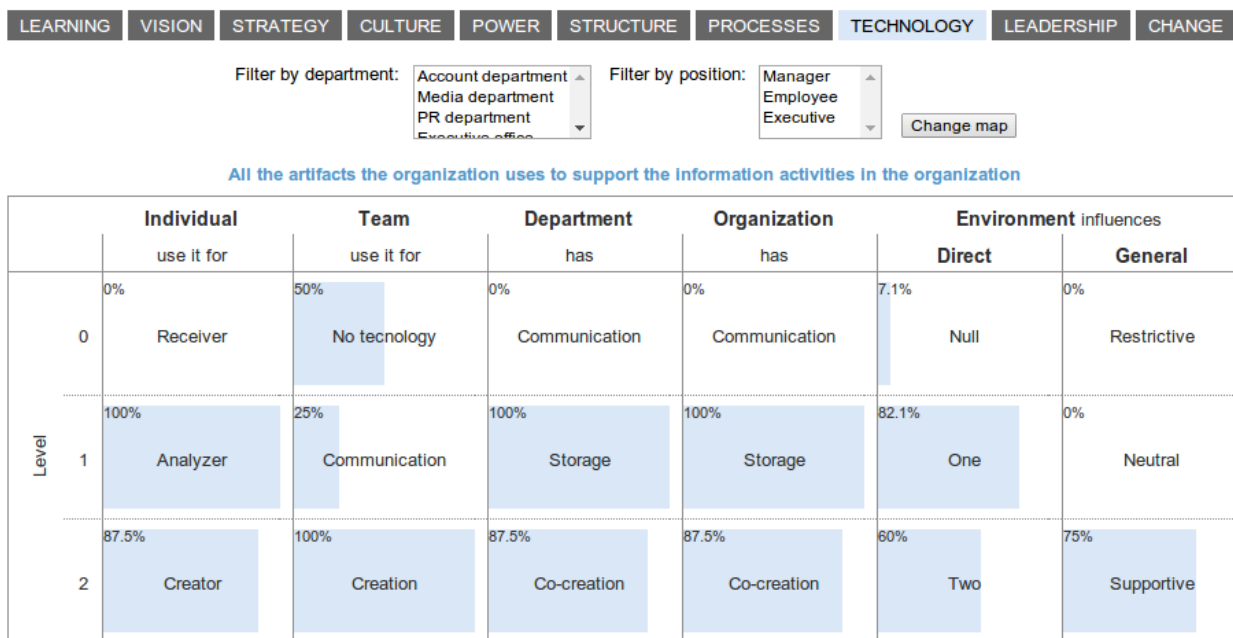 LEARNING VISION STRATEGY CULTURE POWER STRUCTURE PROCESSES TECHNOLOGY LEADERSHIP CHANGE
Filter by department: Account department Filter by position: Manager
Media department Employee
PR department Executive
Executive office Change map
All the artifacts the organization uses to support the information activities in the organization
Individual Team Department Organization Environment influences
use it for use it for has has Direct General
0% 50% 0% 0% 7.1% 0%
0 Receiver No tecnology Communication Communication Null Restrictive
100% 25% 100% 100% 82.1% 0%
Level 1 Analyzer Communication Storage Storage One Neutral
87.5% 100% 87.5% 87.5% 60% 75%
2 Creator Creation Co-creation Co-creation Two Supportive